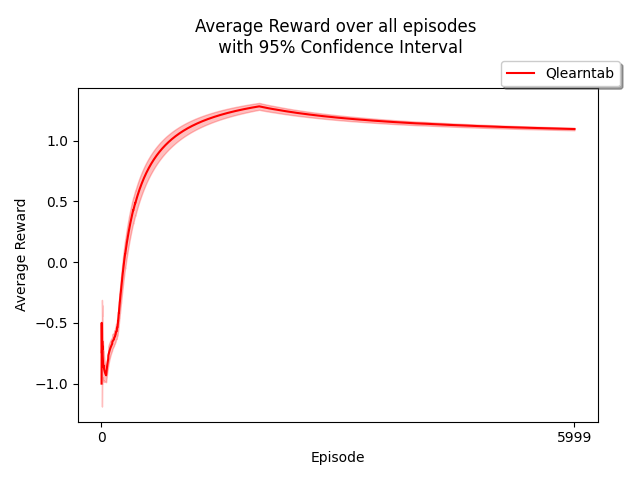 Average Reward over all episodes
with 95% Confidence Interval
Qlearntab
1.0
0.5
0.0
−0.5
−1.0
Average Reward
0
5999
Episode